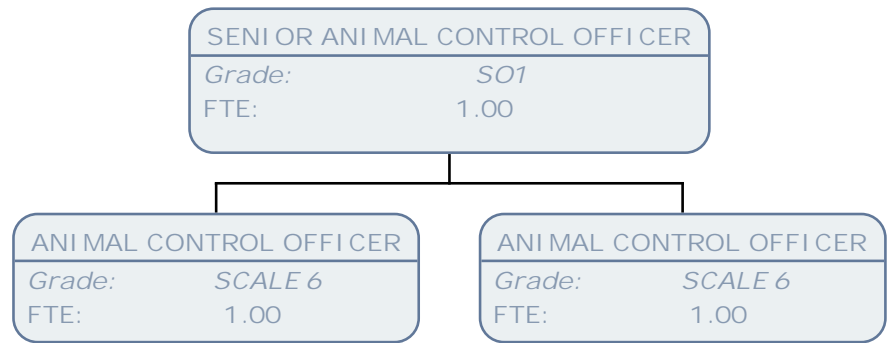 SENIOR ANIMAL CONTROL OFFICER
Grade: SO1
FTE: 1.00
ANIMAL CONTROL OFFICER
Grade: SCALE 6
FTE: 1.00
ANIMAL CONTROL OFFICER
Grade: SCALE 6
FTE: 1.00